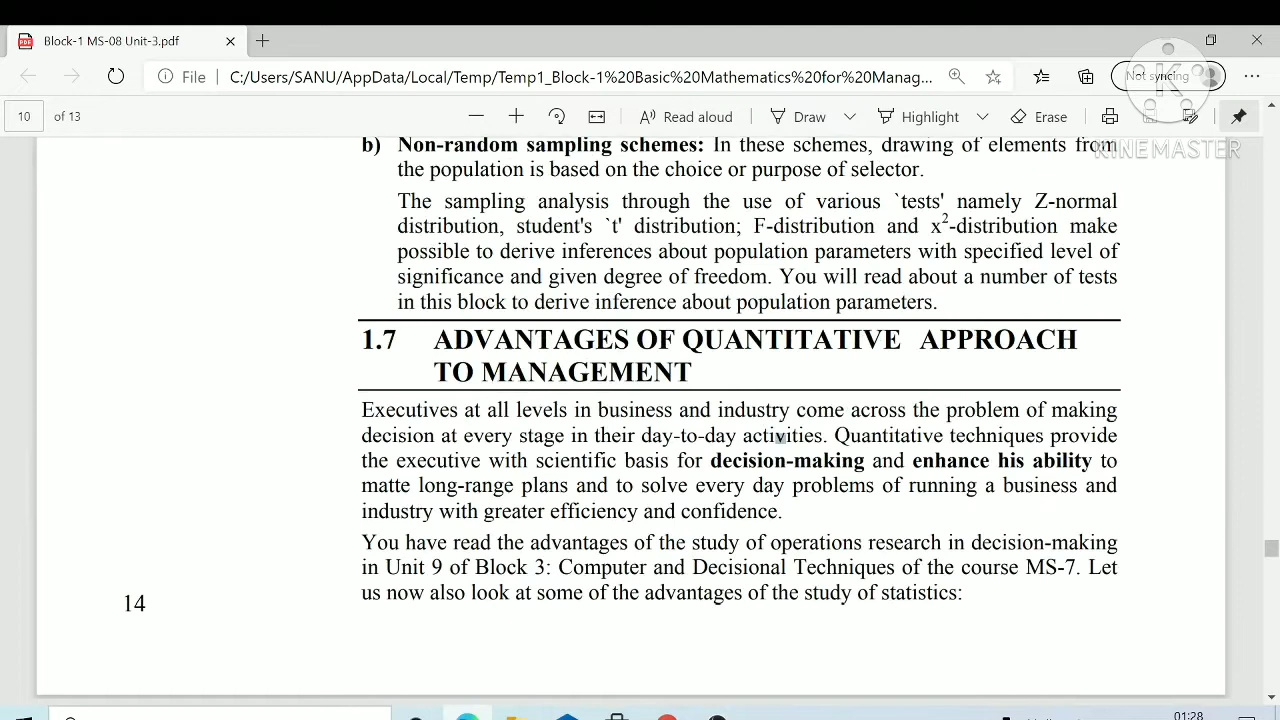 Block-1 MS-08 Unit-3.pdf
File
C:/Users/SANU/AppData/Local/Temp/Temp1_Block-1%20Basic%20Mathematics%20for%20Manag...
Not syncing
10 of 13
Read aloud
Draw
Highlight
Erase
KINEMASTER
b) Non-random sampling schemes: In these schemes, drawing of elements from
the population is based on the choice or purpose of selector.
The sampling analysis through the use of various `tests' namely Z-normal
distribution, student's `t' distribution; F-distribution and x²-distribution make
possible to derive inferences about population parameters with specified level of
significance and given degree of freedom. You will read about a number of tests
in this block to derive inference about population parameters.
1.7 ADVANTAGES OF QUANTITATIVE APPROACH
TO MANAGEMENT
Executives at all levels in business and industry come across the problem of making
decision at every stage in their day-to-day activities. Quantitative techniques provide
the executive with scientific basis for decision-making and enhance his ability to
matte long-range plans and to solve every day problems of running a business and
industry with greater efficiency and confidence.
You have read the advantages of the study of operations research in decision-making
in Unit 9 of Block 3: Computer and Decisional Techniques of the course MS-7. Let
us now also look at some of the advantages of the study of statistics:
14
01:28